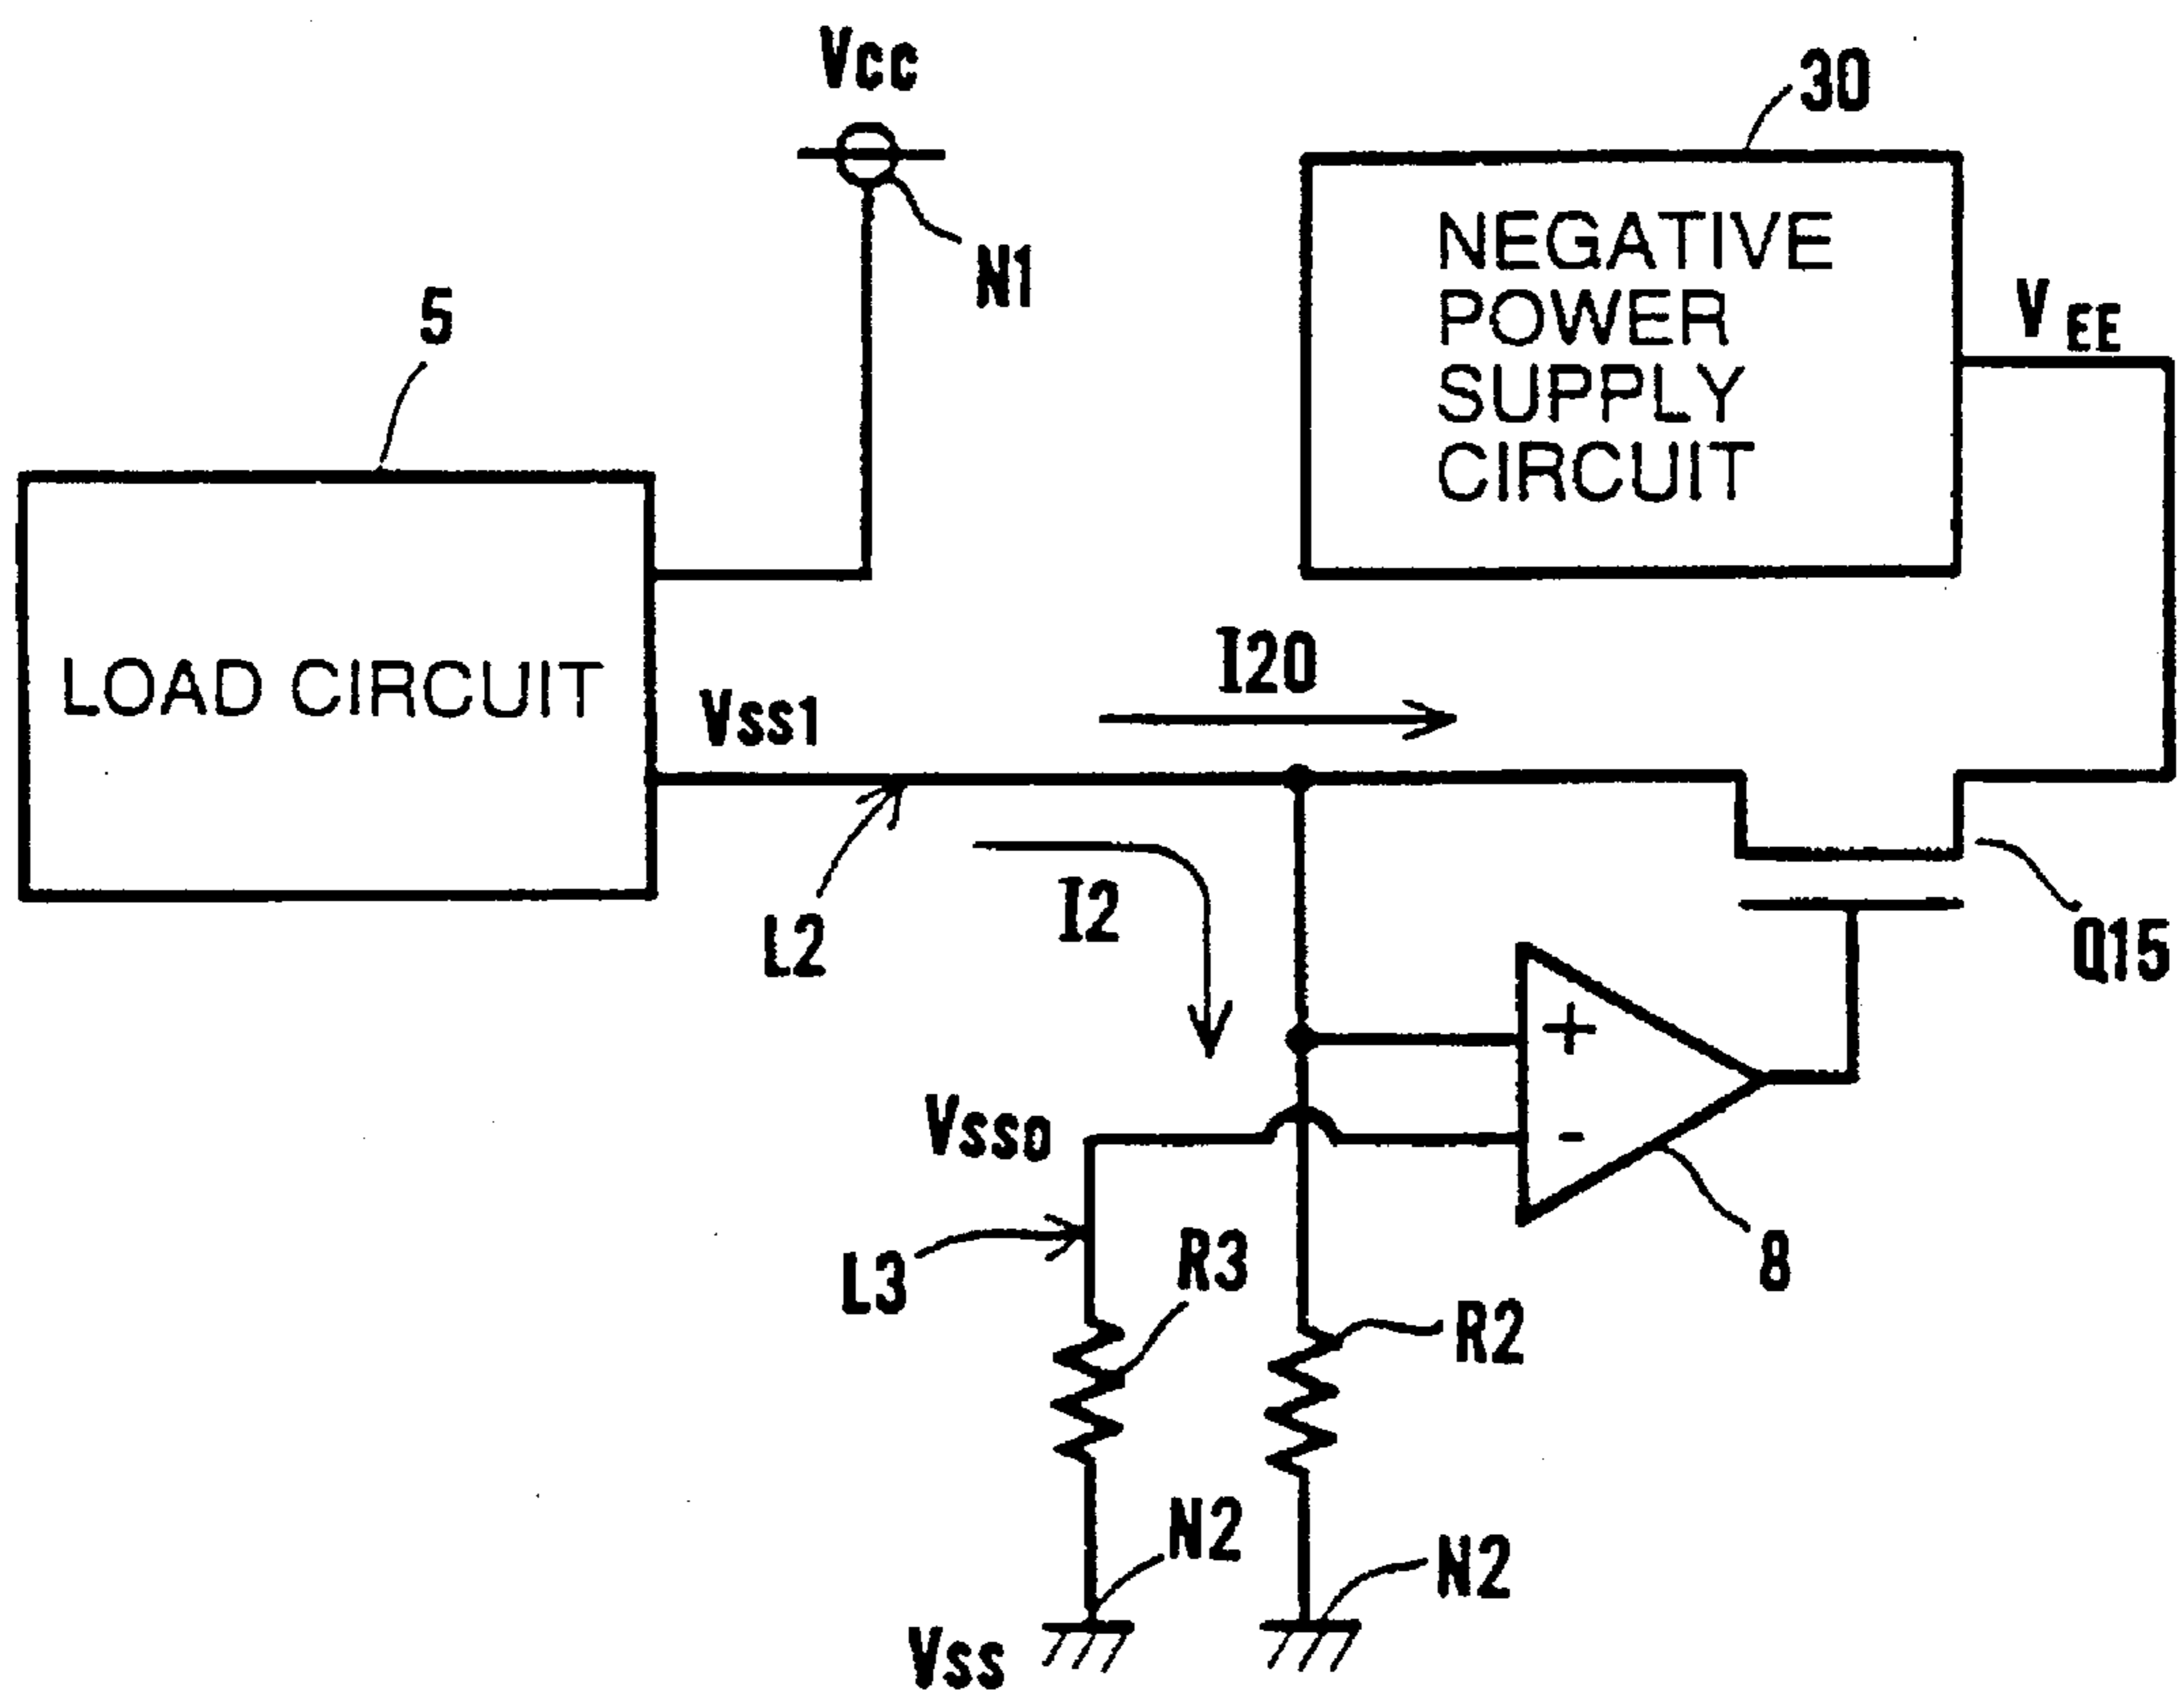 Vcc
30
N1
NEGATIVE
POWER
SUPPLY
CIRCUIT
VEE
5
LOAD CIRCUIT
I20
Vss1
I2
L2
Q15
+
Vsso
-
L3
R3
8
R2
N2
N2
Vss